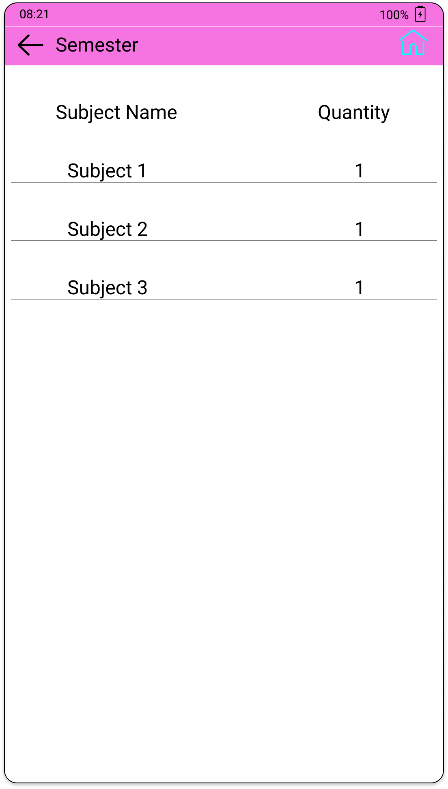 08:21 100%
Semester
Subject Name Quantity
Subject 1 1
Subject 2 1
Subject 3 1